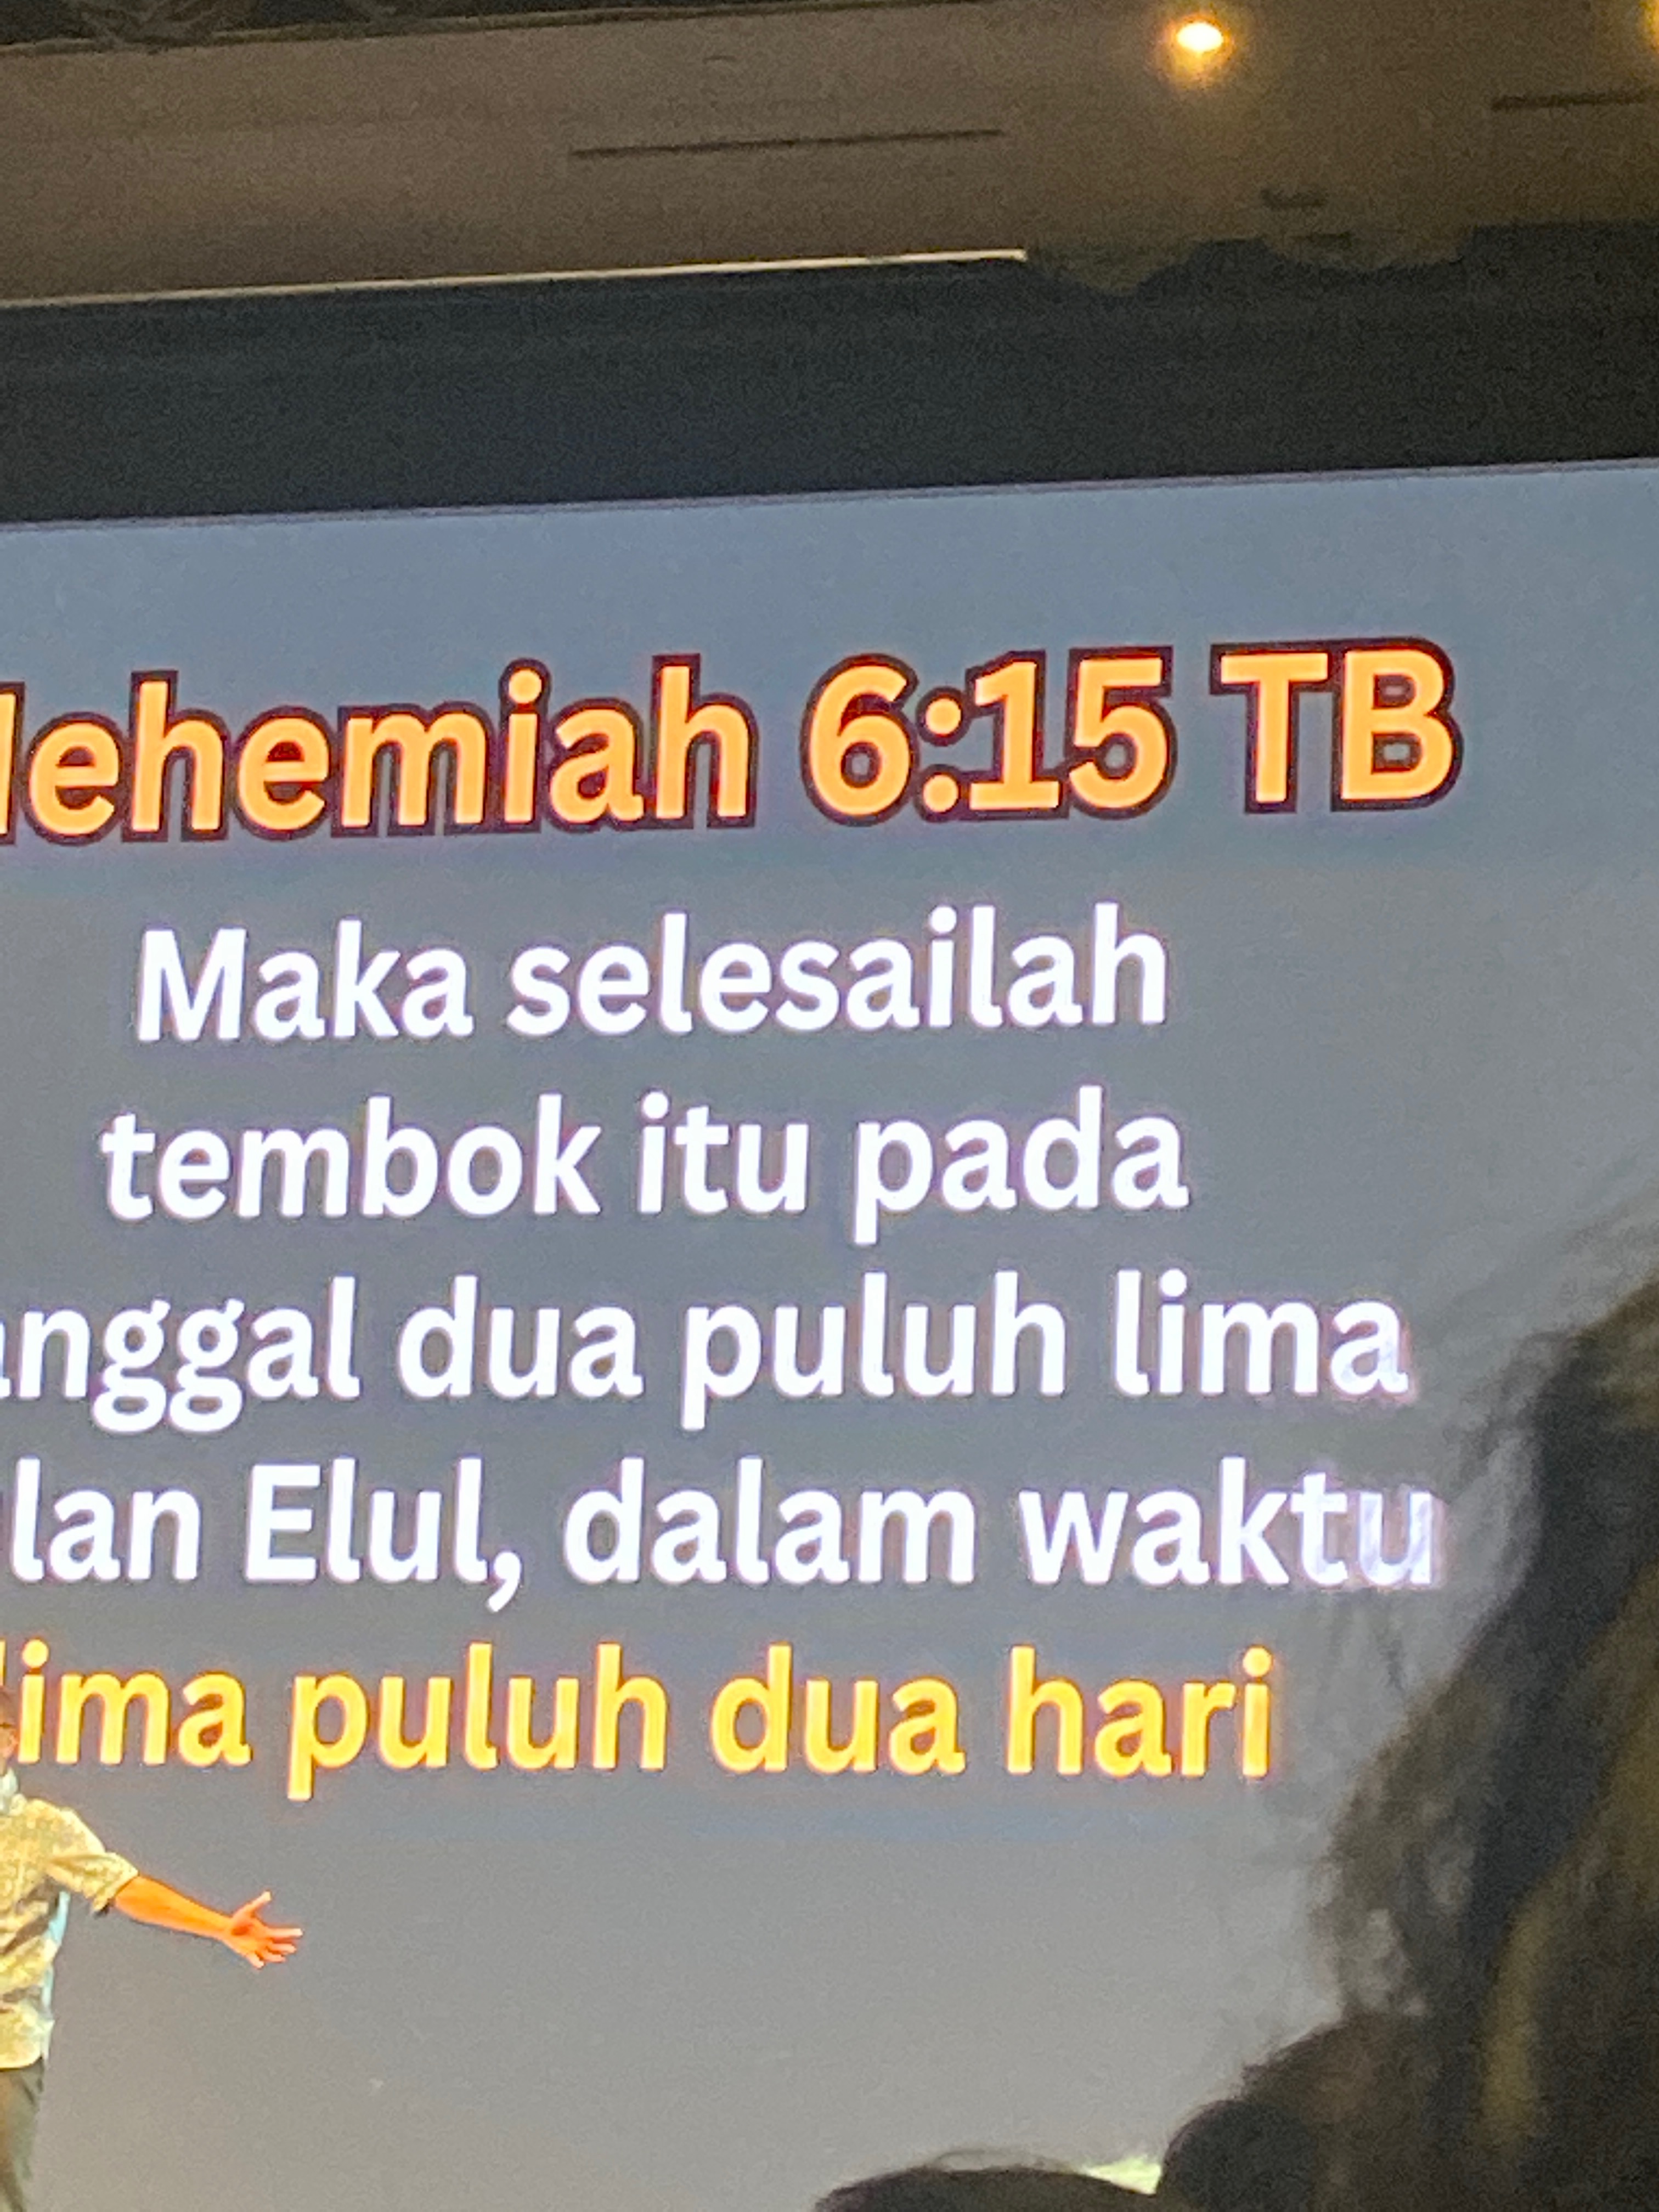 ehemiah 6:15 TB
Maka selesailah
tembok itu pada
anggal dua puluh lima
lan Elul, dalam waktu
lima puluh dua hari